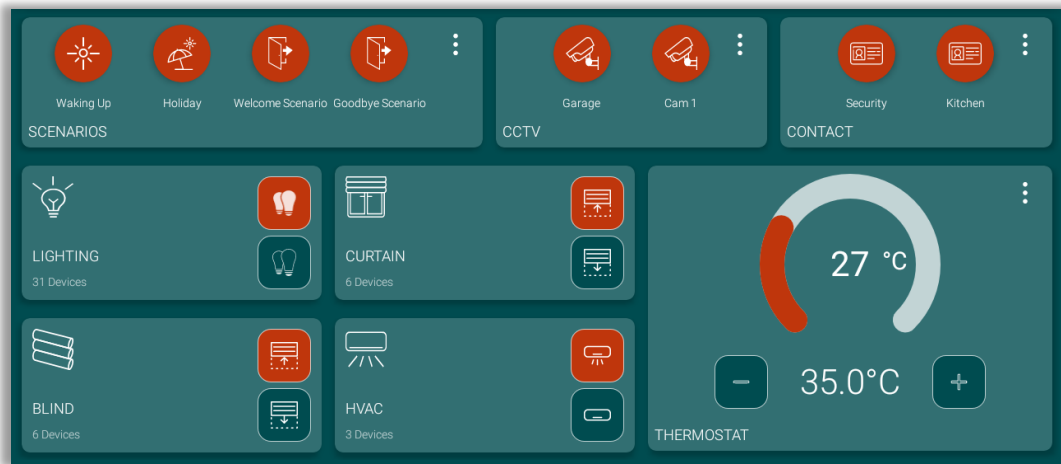 Waking Up
Holiday
Welcome Scenario
Goodbye Scenario
SCENARIOS
Garage
Cam 1
CCTV
Security
Kitchen
CONTACT
LIGHTING
31 Devices
CURTAIN
6 Devices
27 °C
35.0°C
THERMOSTAT
BLIND
6 Devices
HVAC
3 Devices